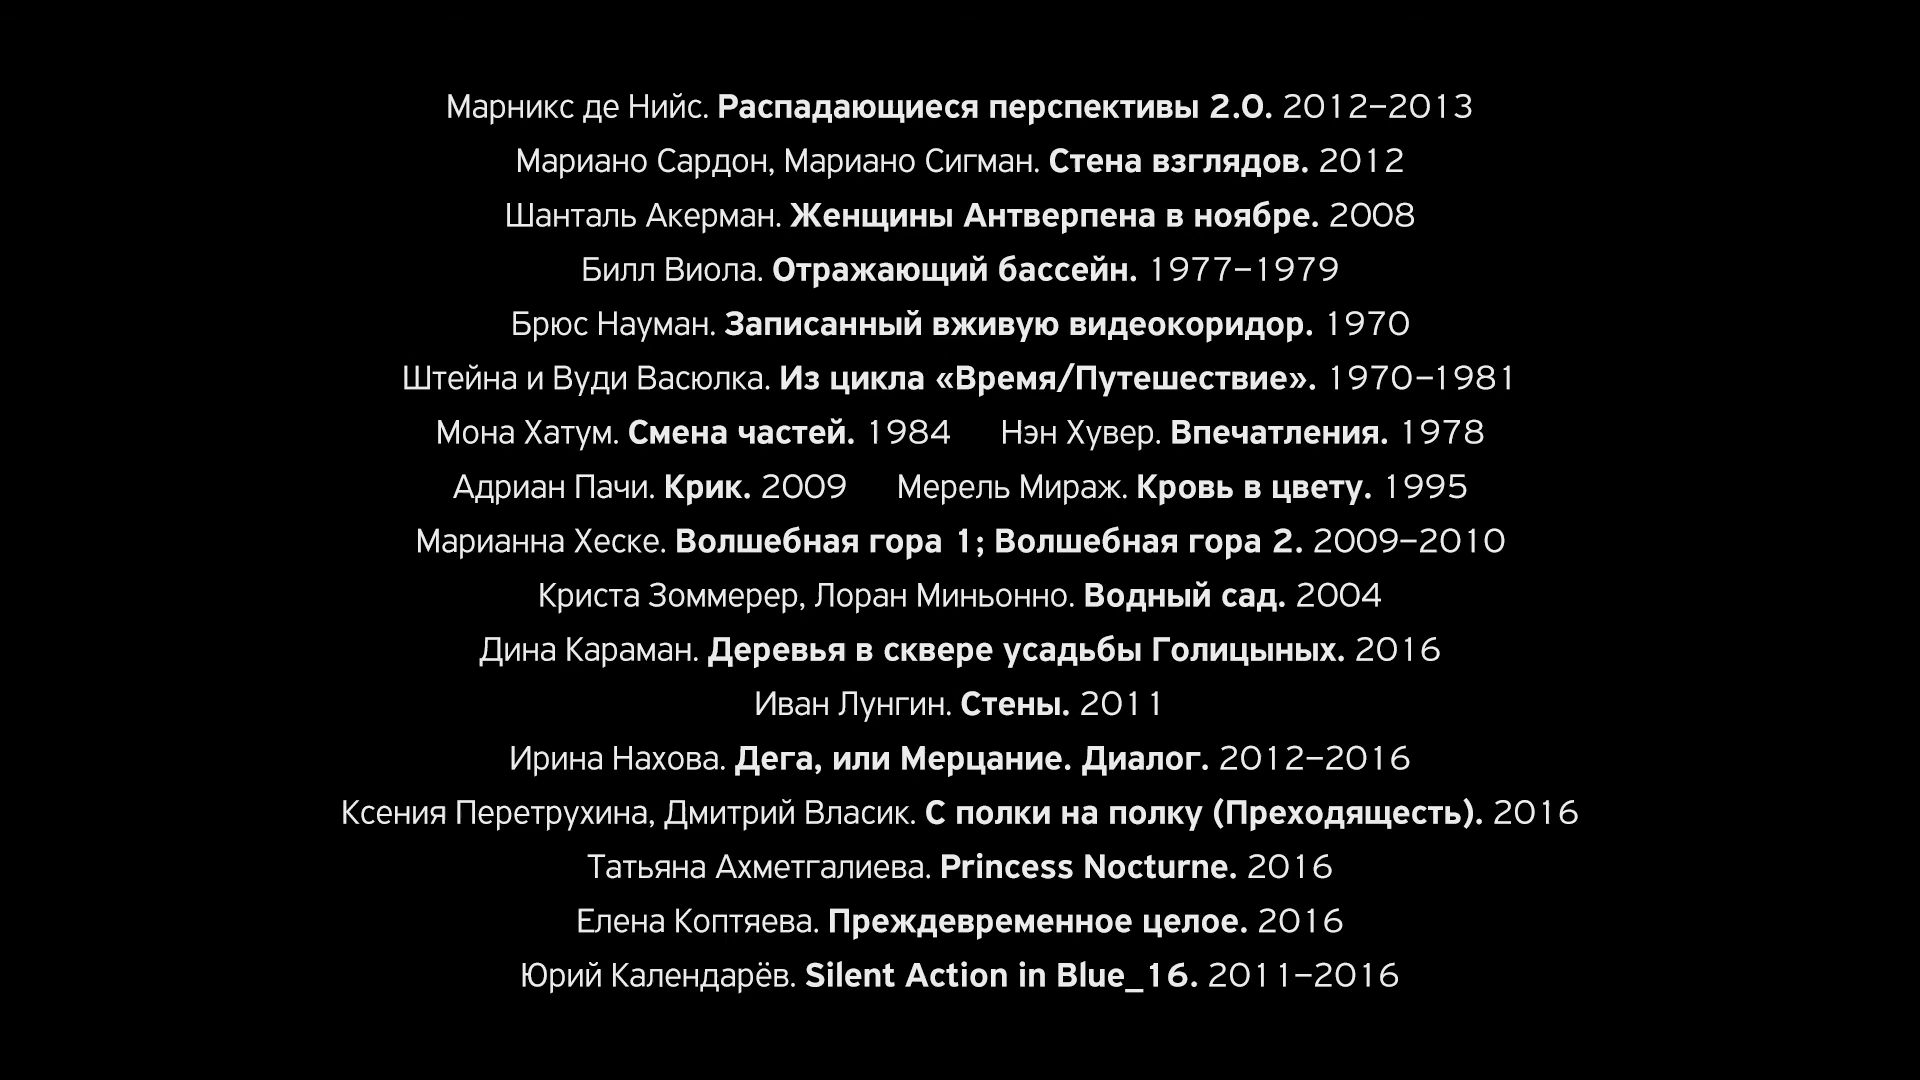 Марникс де Нийс. Распадающиеся перспективы 2.0. 2012–2013
Мариано Сардон, Мариано Сигман. Стена взглядов. 2012
Шанталь Акерман. Женщины Антверпена в ноябре. 2008
Билл Виола. Отражающий бассейн. 1977–1979
Брюс Науман. Записанный вживую видеокоридор. 1970
Штейна и Вуди Васюлка. Из цикла «Время/Путешествие». 1970–1981
Мона Хатум. Смена частей. 1984 Нэн Хувер. Впечатления. 1978
Адриан Пачи. Крик. 2009 Мерель Мираж. Кровь в цвету. 1995
Марианна Хеске. Волшебная гора 1; Волшебная гора 2. 2009–2010
Криста Зоммерер, Лоран Миньонно. Водный сад. 2004
Дина Караман. Деревья в сквере усадьбы Голицыных. 2016
Иван Лунгин. Стены. 2011
Ирина Нахова. Дега, или Мерцание. Диалог. 2012–2016
Ксения Перетрухина, Дмитрий Власик. С полки на полку (Преходящесть). 2016
Татьяна Ахметгалиева. Princess Nocturne. 2016
Елена Коптяева. Преждевременное целое. 2016
Юрий Календарёв. Silent Action in Blue_16. 2011–2016